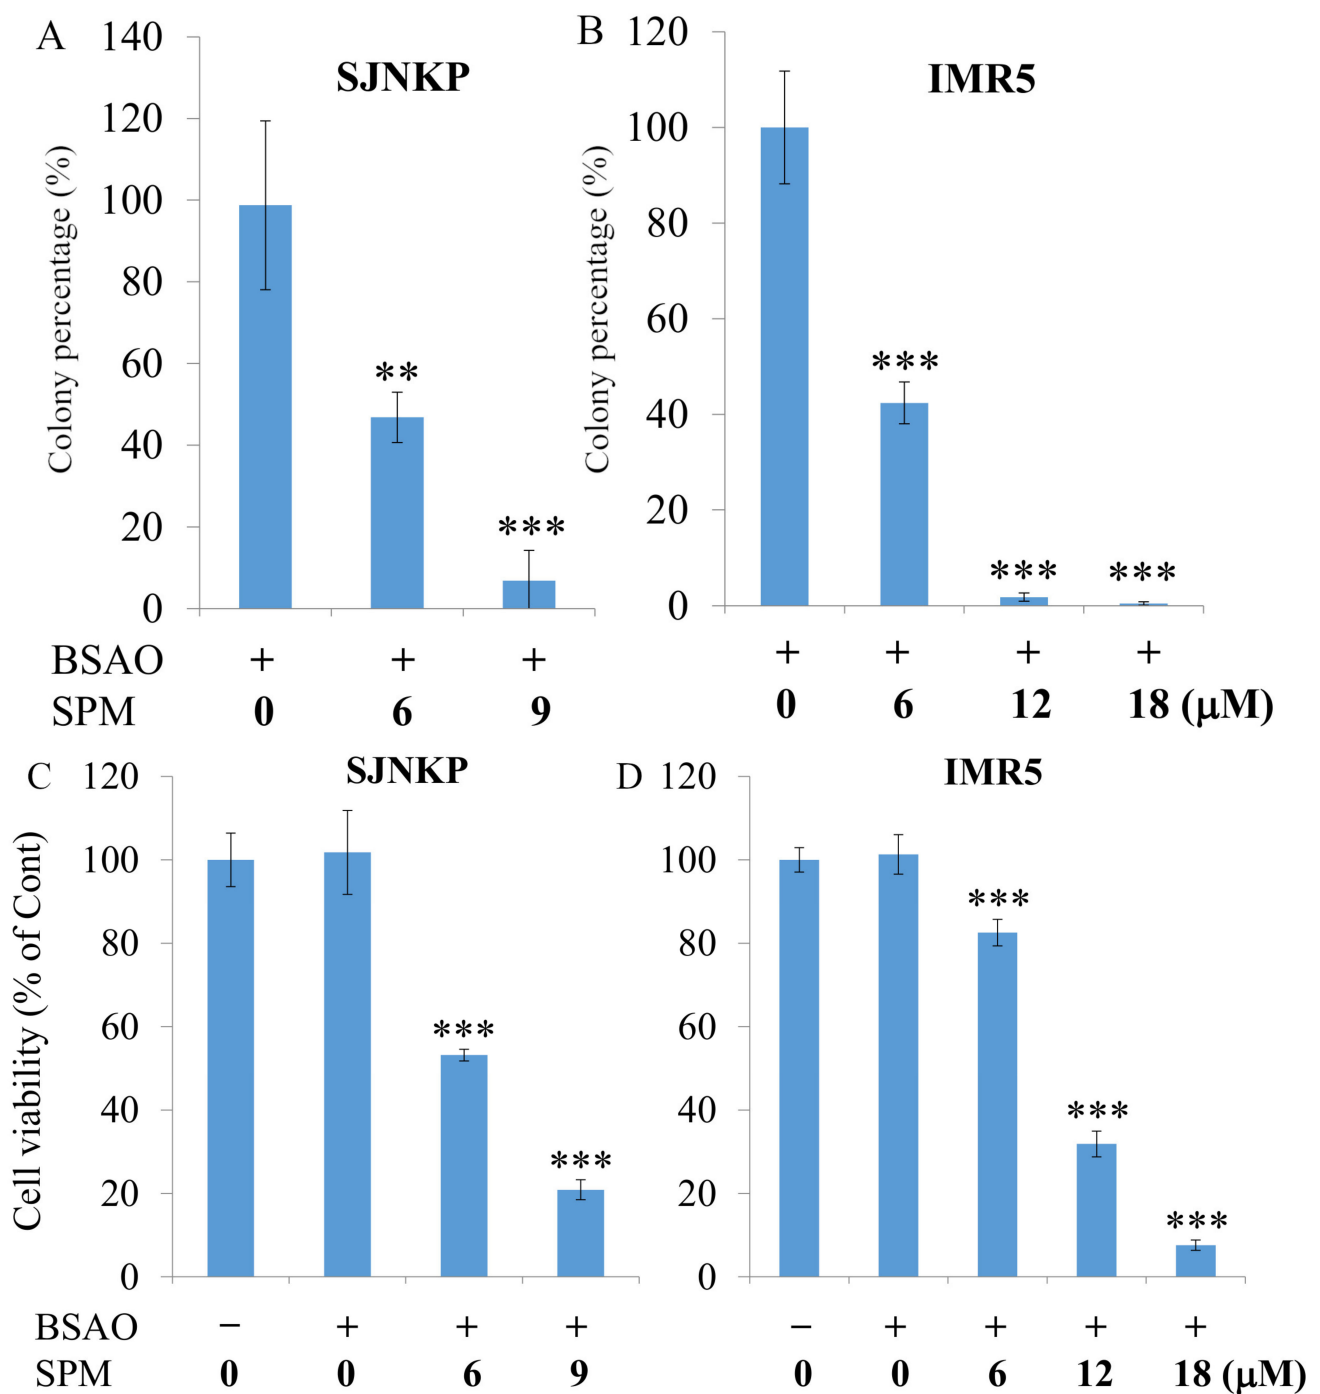 A
SJNKP
Colony percentage (%)
140
120
100
80
60
40
20
0
**
***
BSAO + + +
SPM 0 6 9
B
IMR5
Colony percentage (%)
120
100
80
60
40
20
0
***
***
***
+ + + +
0 6 12 18 (μM)
C
SJNKP
Cell viability (% of Cont)
120
100
80
60
40
20
0
***
***
BSAO − + + +
SPM 0 0 6 9
D
IMR5
120
100
80
60
40
20
0
***
***
***
− + + + +
0 0 6 12 18 (μM)